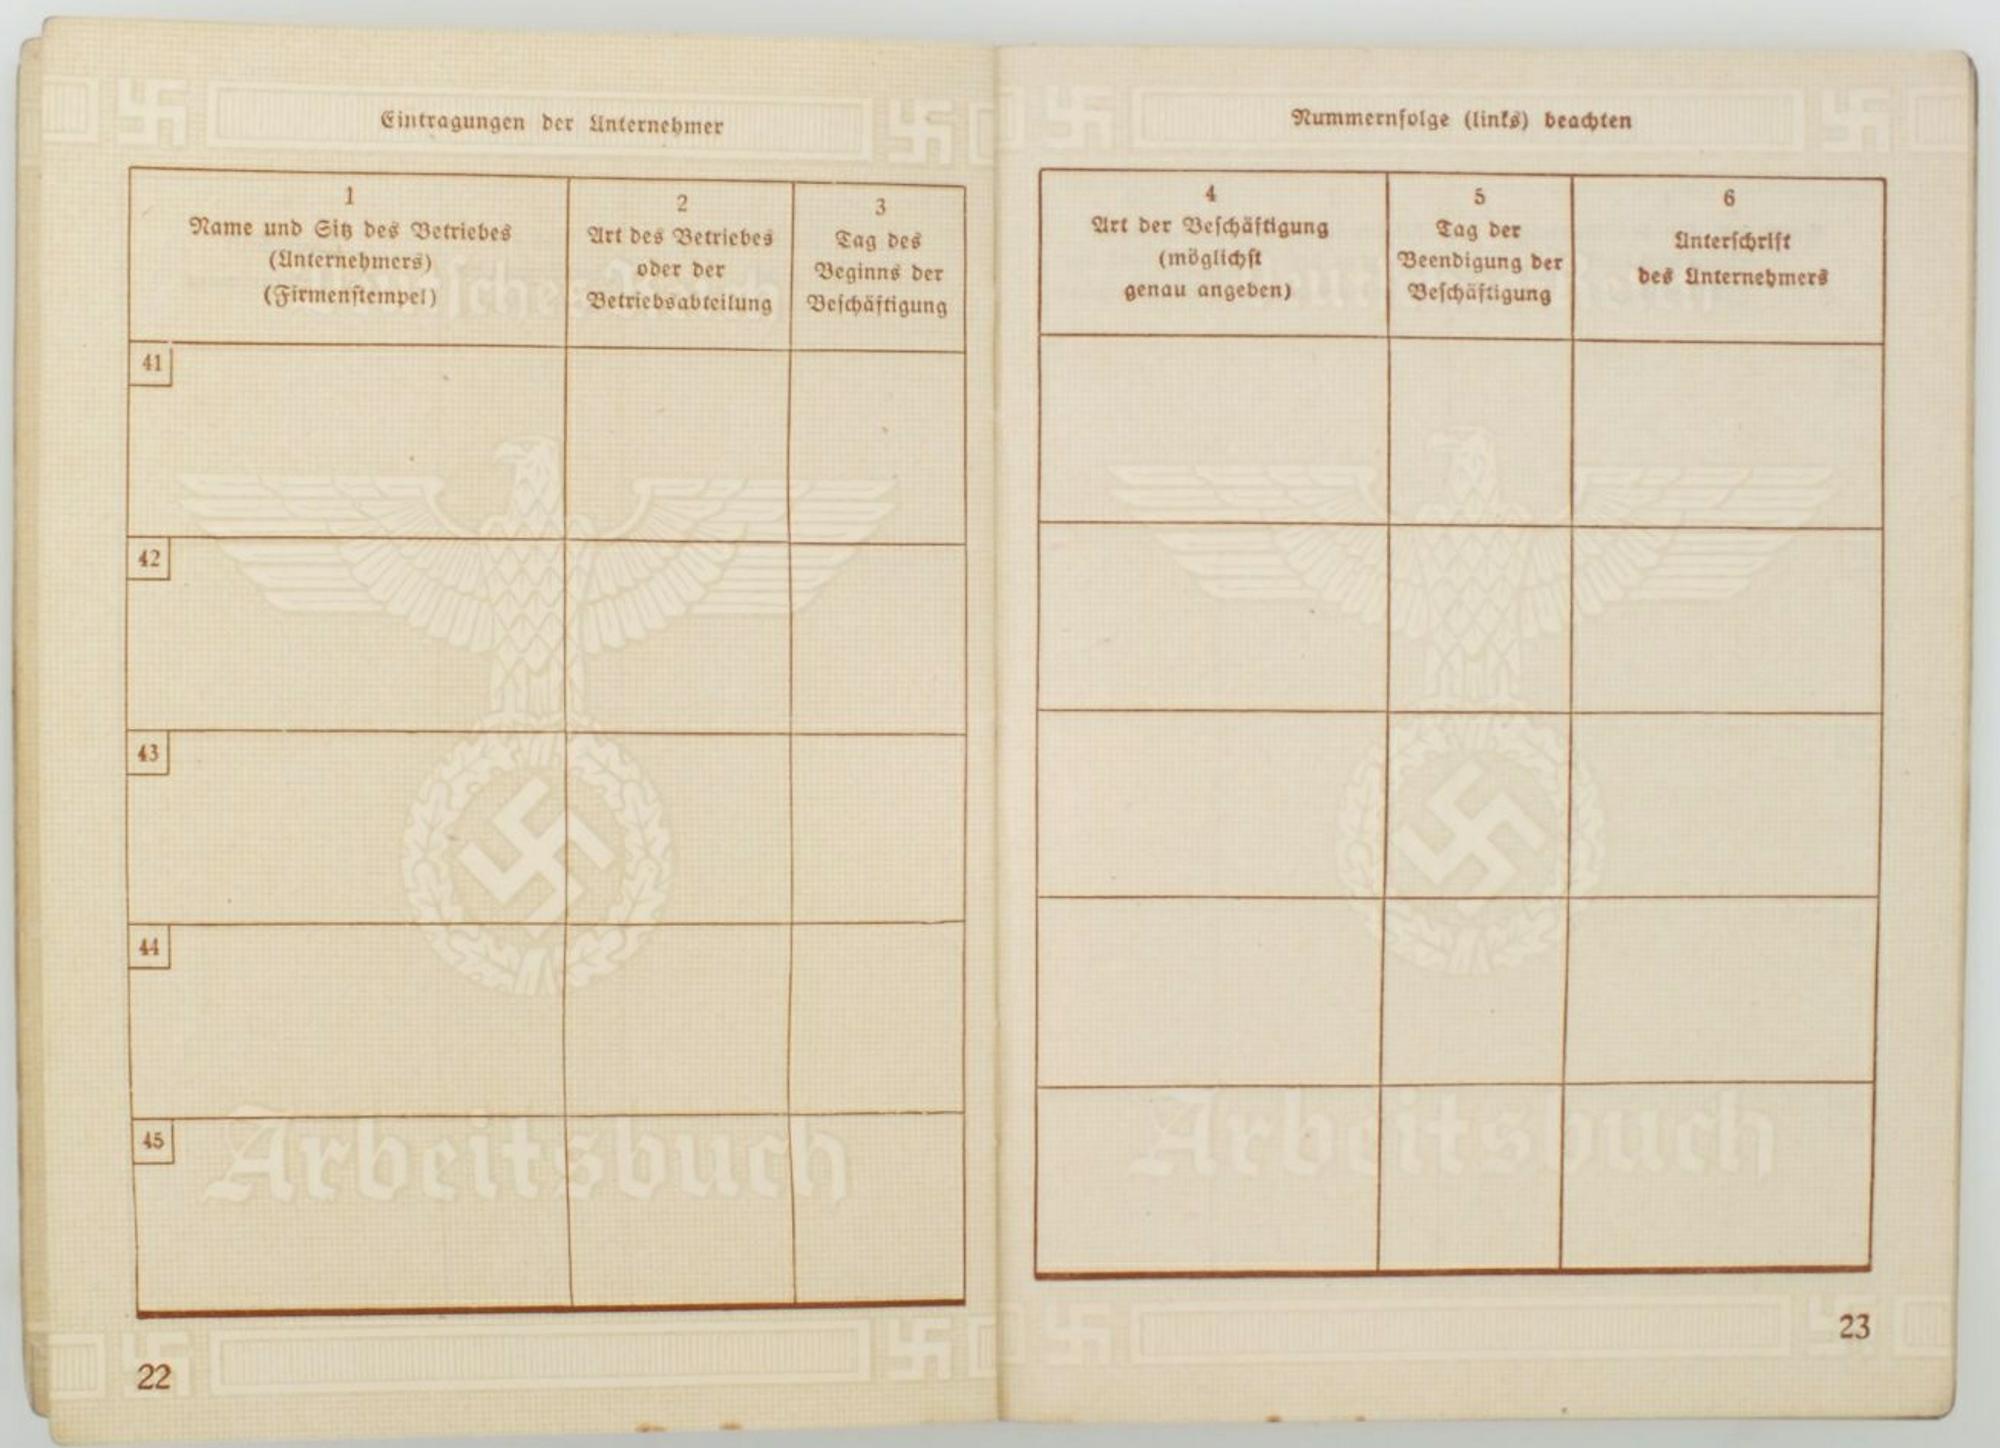 Eintragungen der Unternehmer
1
Name und Sitz des Betriebes
(Unternehmers)
(Firmenstempel)
2
Art des Betriebes
oder der
Betriebsabteilung
3
Tag des
Beginns der
Beschäftigung
41
42
43
44
45
Arbeitsbuch
22
Nummernfolge (links) beachten
4
Art der Beschäftigung
(möglichst
genau angeben)
5
Tag der
Beendigung der
Beschäftigung
6
Unterschrift
des Unternehmers
Arbeitsbuch
23